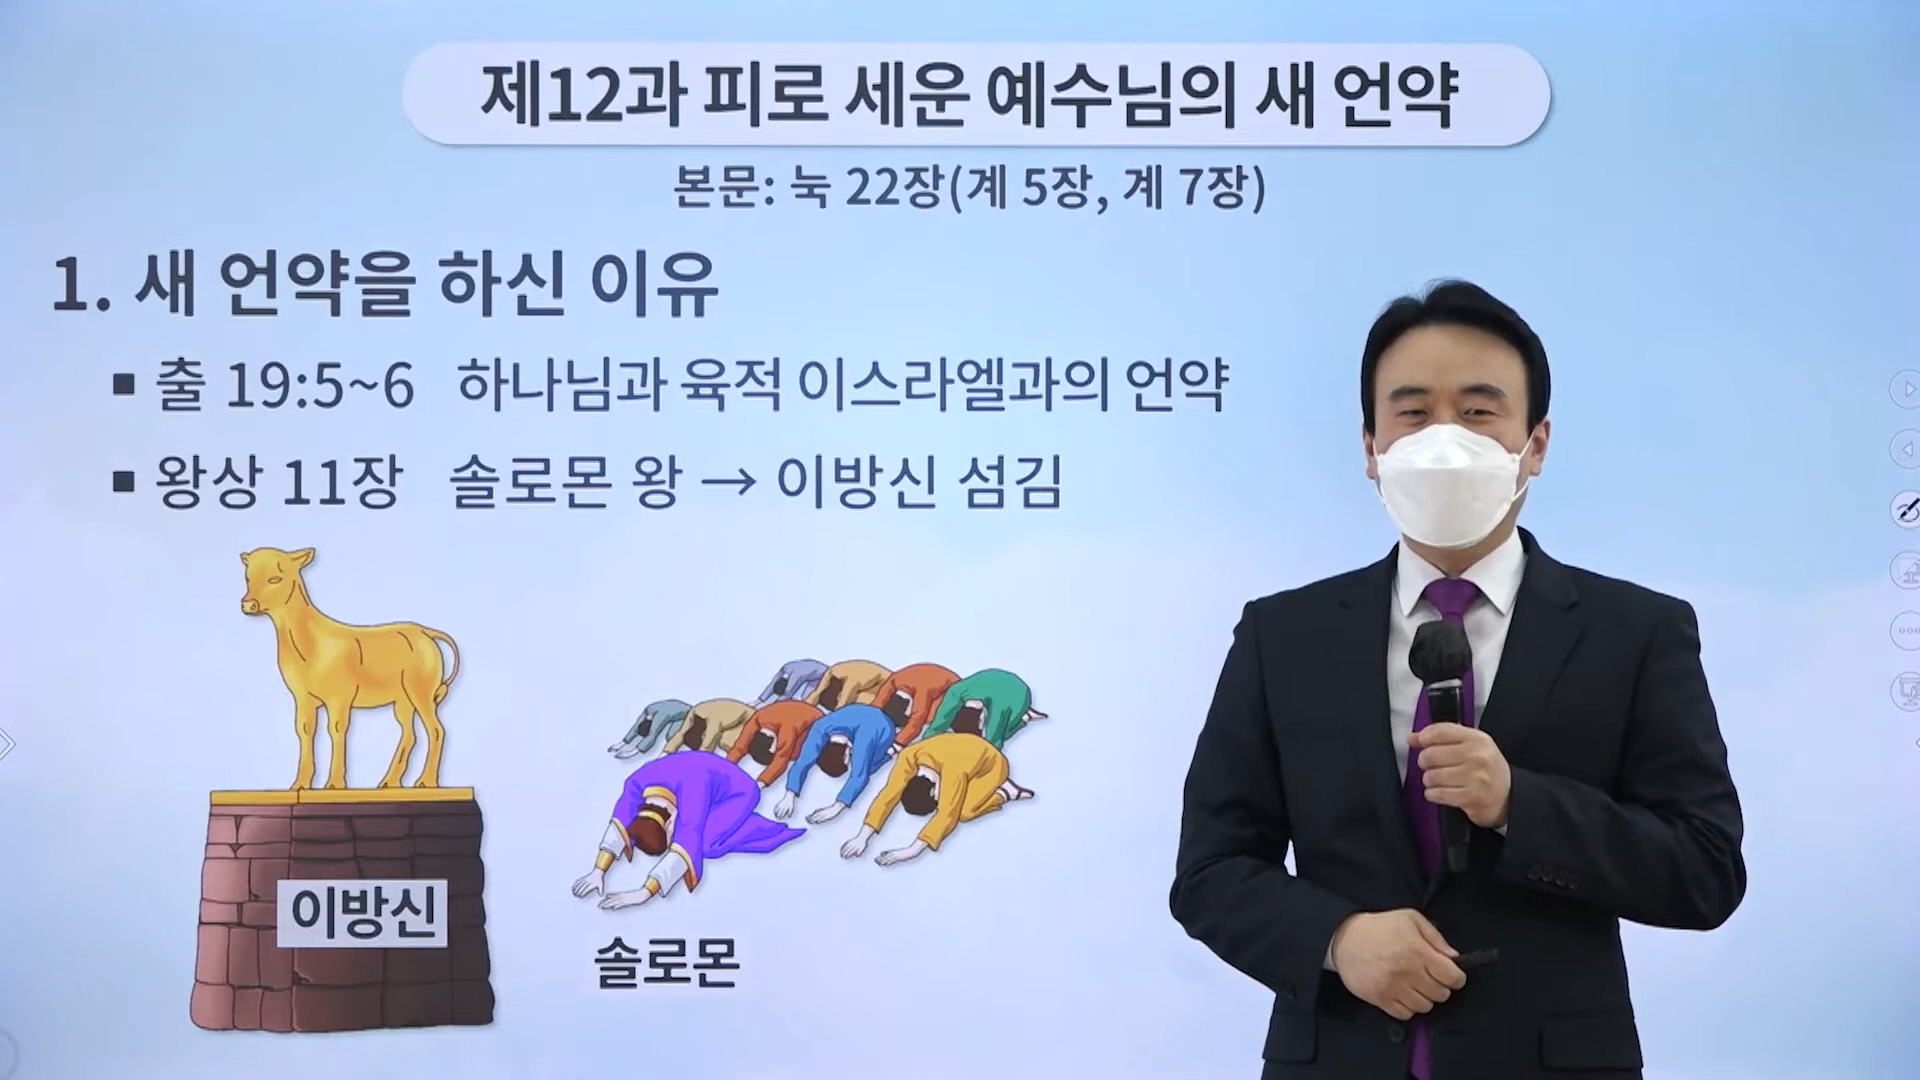 제12과 피로 세운 예수님의 새 언약
본문: 눅 22장(계 5장, 계 7장)
1. 새 언약을 하신 이유
▪ 출 19:5~6 하나님과 육적 이스라엘과의 언약
▪ 왕상 11장 솔로몬 왕 → 이방신 섬김
이방신
솔로몬